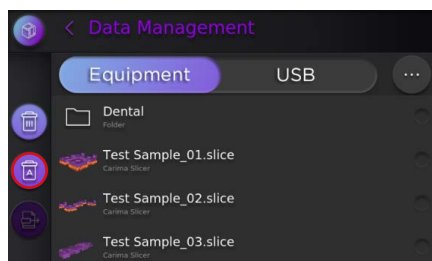 < Data Management
Equipment USB ...
Dental
Folder
Test Sample_01.slice
Carima Slicer
A
Test Sample_02.slice
Carima Slicer
Test Sample_03.slice
Carima Slicer